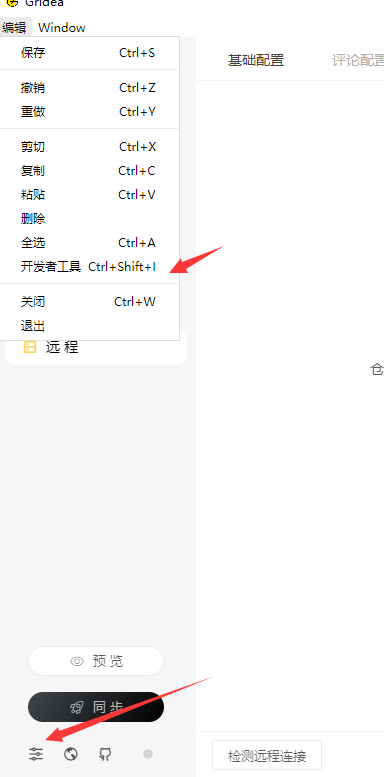 Gridea
编辑 Window
保存 Ctrl+S
撤销 Ctrl+Z
重做 Ctrl+Y
剪切 Ctrl+X
复制 Ctrl+C
粘贴 Ctrl+V
删除
全选 Ctrl+A
开发者工具 Ctrl+Shift+I
关闭 Ctrl+W
退出
基础配置 评论配置
远程
仓
预览
同步
检测远程连接